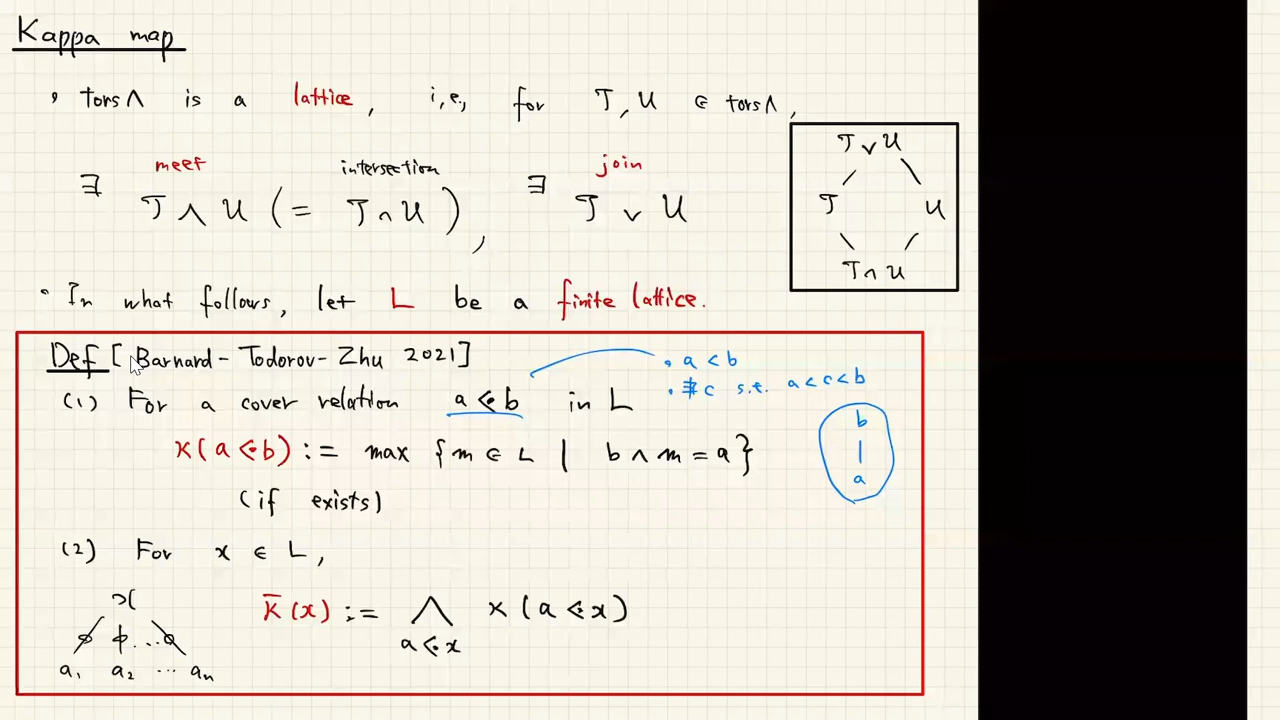 Kappa map
• tors Λ is a lattice, i,e, for T, U ∈ tors Λ,
meet intersection join
∃ T ∧ U (= T ∩ U), ∃ T ∨ U
T ∨ U
T U
T ∩ U
• In what follows, let L be a finite lattice.
Def [Barnard-Todorov-Zhu 2021]
• a < b
• ∄c s.t. a < c < b
(1) For a cover relation a ⋖ b in L
κ(a ⋖ b) := max {m ∈ L | b ∧ m = a}
(if exists)
b
|
a
(2) For x ∈ L,
κ̄(x) := ⋀ κ(a ⋖ x)
a ⋖ x
x
...
a₁ a₂ ... aₙ